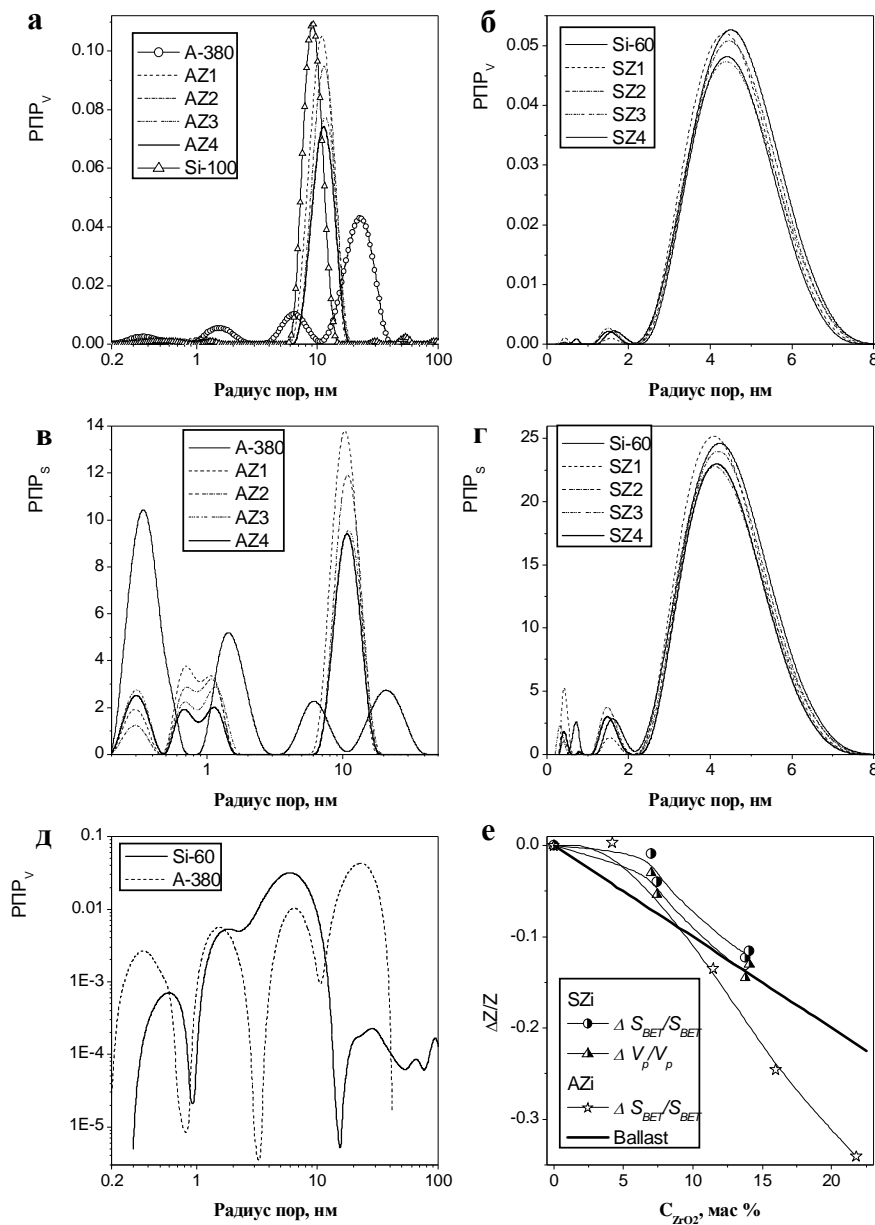 а
РПР_V
0.10
0.08
0.06
0.04
0.02
0.00
A-380
AZ1
AZ2
AZ3
AZ4
Si-100
0.2
1
10
100
Радиус пор, нм
б
РПР_V
0.05
0.04
0.03
0.02
0.01
0.00
Si-60
SZ1
SZ2
SZ3
SZ4
0
2
4
6
8
Радиус пор, нм
в
РПР_S
14
12
10
8
6
4
2
0
A-380
AZ1
AZ2
AZ3
AZ4
1
10
Радиус пор, нм
г
РПР_S
25
20
15
10
5
0
Si-60
SZ1
SZ2
SZ3
SZ4
0
2
4
6
8
Радиус пор, нм
д
РПР_V
0.1
0.01
1E-3
1E-4
1E-5
Si-60
A-380
0.2
1
10
100
Радиус пор, нм
е
ΔZ/Z
0.0
-0.1
-0.2
-0.3
SZi
Δ S_BET/S_BET
Δ V_p/V_p
AZi
Δ S_BET/S_BET
Ballast
0
5
10
15
20
C_ZrO2, мас %